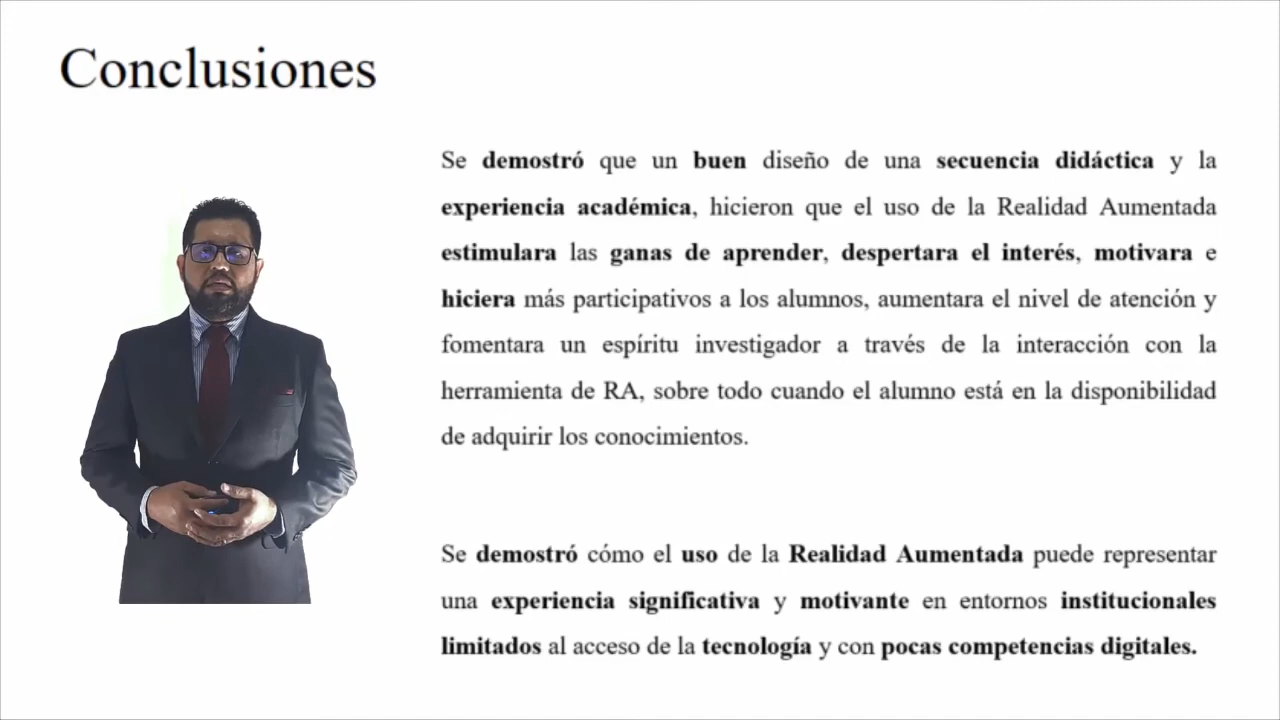 Conclusiones
Se demostró que un buen diseño de una secuencia didáctica y la
experiencia académica, hicieron que el uso de la Realidad Aumentada
estimulara las ganas de aprender, despertara el interés, motivara e
hiciera más participativos a los alumnos, aumentara el nivel de atención y
fomentara un espíritu investigador a través de la interacción con la
herramienta de RA, sobre todo cuando el alumno está en la disponibilidad
de adquirir los conocimientos.
Se demostró cómo el uso de la Realidad Aumentada puede representar
una experiencia significativa y motivante en entornos institucionales
limitados al acceso de la tecnología y con pocas competencias digitales.